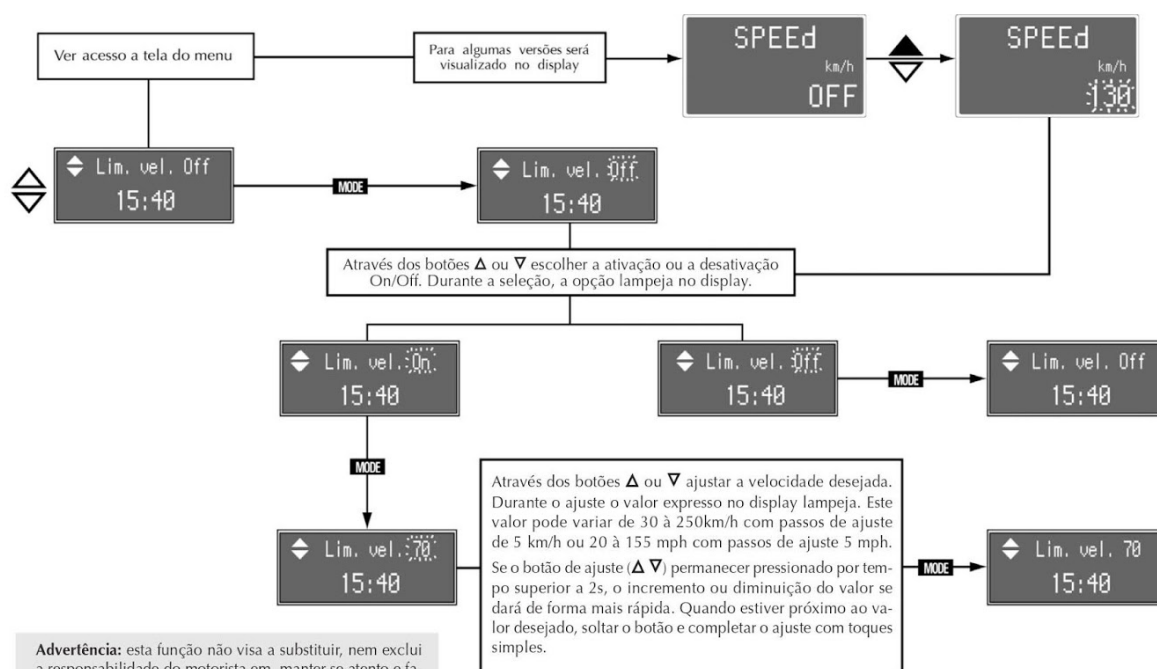 Ver acesso a tela do menu
Para algumas versões será
visualizado no display
SPEEd
km/h
OFF
SPEEd
km/h
130
Lim. vel. Off
15:40
MODE
Lim. vel. Off
15:40
Através dos botões Δ ou ∇ escolher a ativação ou a desativação
On/Off. Durante a seleção, a opção lampeja no display.
Lim. vel. On
15:40
Lim. vel. Off
15:40
MODE
Lim. vel. Off
15:40
MODE
Lim. vel. 70
15:40
Através dos botões Δ ou ∇ ajustar a velocidade desejada.
Durante o ajuste o valor expresso no display lampeja. Este
valor pode variar de 30 à 250km/h com passos de ajuste
de 5 km/h ou 20 à 155 mph com passos de ajuste 5 mph.
Se o botão de ajuste (Δ ∇) permanecer pressionado por tem-
po superior a 2s, o incremento ou diminuição do valor se
dará de forma mais rápida. Quando estiver próximo ao va-
lor desejado, soltar o botão e completar o ajuste com toques
simples.
MODE
Lim. vel. 70
15:40
Advertência: esta função não visa a substituir, nem exclui
a responsabilidade do motorista em manter-se atento e fa-